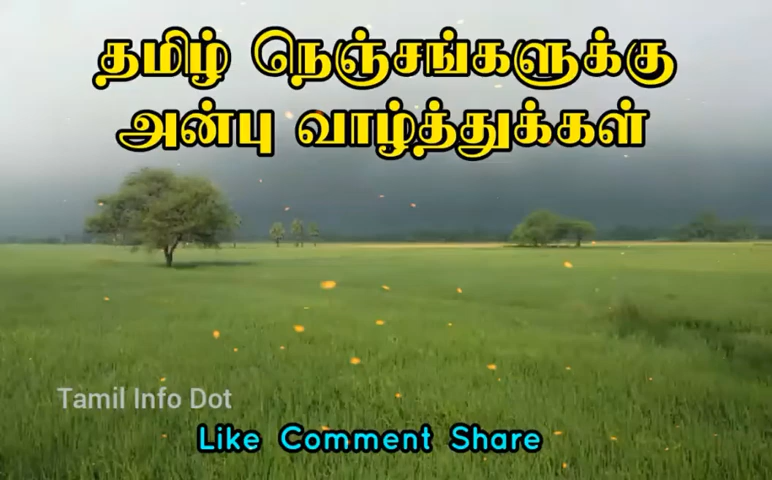 தமிழ் நெஞ்சங்களுக்கு
அன்பு வாழ்த்துக்கள்
Tamil Info Dot
Like Comment Share